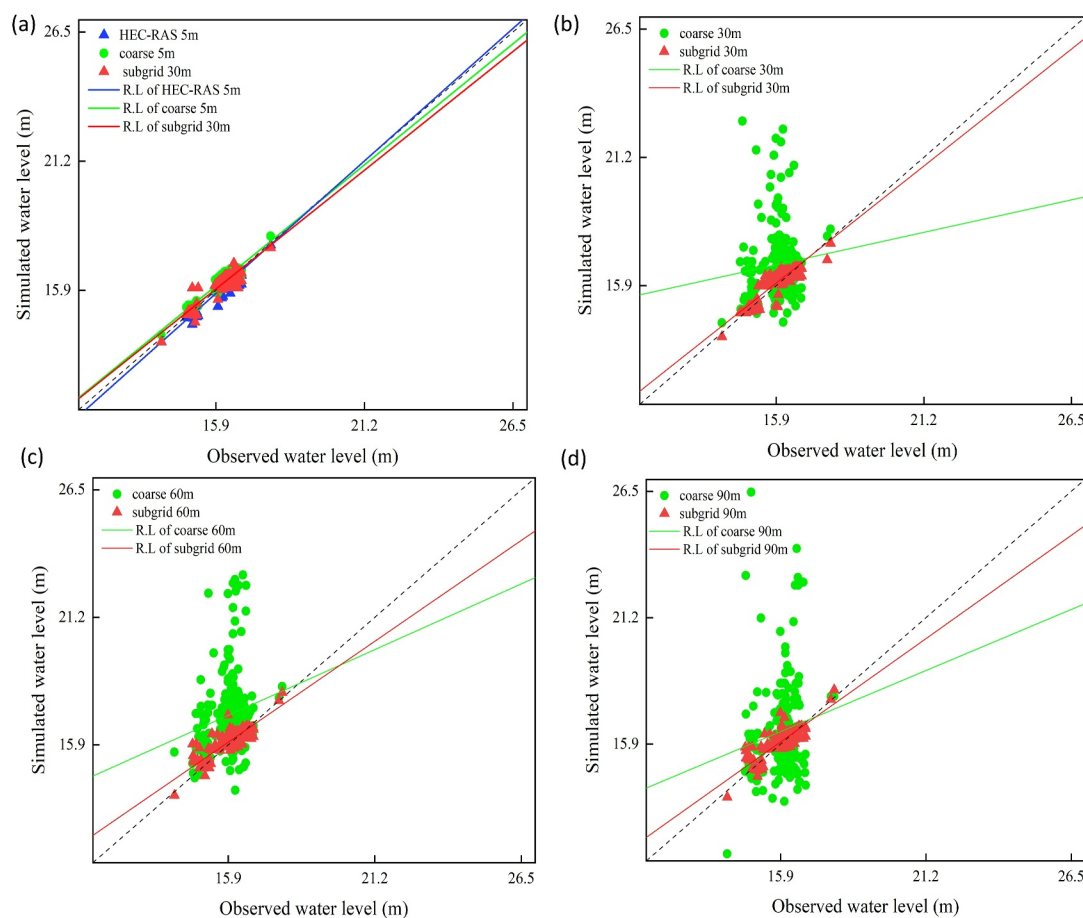 (a)
26.5
21.2
15.9
HEC-RAS 5m
coarse 5m
subgrid 30m
R.L of HEC-RAS 5m
R.L of coarse 5m
R.L of subgrid 30m
Simulated water level (m)
15.9 21.2 26.5
Observed water level (m)
(b)
26.5
21.2
15.9
coarse 30m
subgrid 30m
R.L of coarse 30m
R.L of subgrid 30m
Simulated water level (m)
15.9 21.2 26.5
Observed water level (m)
(c)
26.5
21.2
15.9
coarse 60m
subgrid 60m
R.L of coarse 60m
R.L of subgrid 60m
Simulated water level (m)
15.9 21.2 26.5
Observed water level (m)
(d)
26.5
21.2
15.9
coarse 90m
subgrid 90m
R.L of coarse 90m
R.L of subgrid 90m
Simulated water level (m)
15.9 21.2 26.5
Observed water level (m)